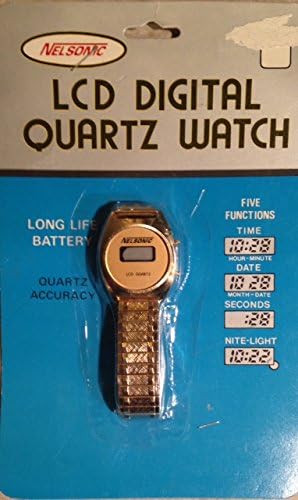 NELSONIC
LCD DIGITAL
QUARTZ WATCH
LONG LIFE
BATTERY
QUARTZ
ACCURACY
NELSONIC
LCD QUARTZ
FIVE
FUNCTIONS
TIME
10:28
HOUR-MINUTE
DATE
10 28
MONTH-DATE
SECONDS
:28
NITE-LIGHT
10:22